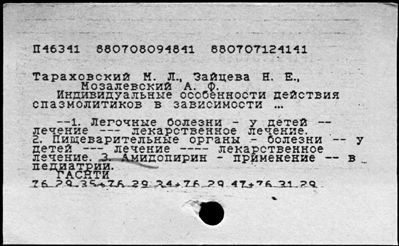 П46341 880708094841 880707124141
Тараховский М. Л., Зайцева Н. Е.,
Мозалевский А. Ф.
Индивидуальные особенности действия
спазмолитиков в зависимости ...
--1. Легочные болезни - у детей --
лечение --- лекарственное лечение.
2. Пищеварительные органы - болезни -- у
детей --- лечение ---- лекарственное
лечение. 3. Амидопирин - применение -- в
педиатрии.
ГАСНТИ
76.29.35+76.29.34+76.29.47+76.31.29